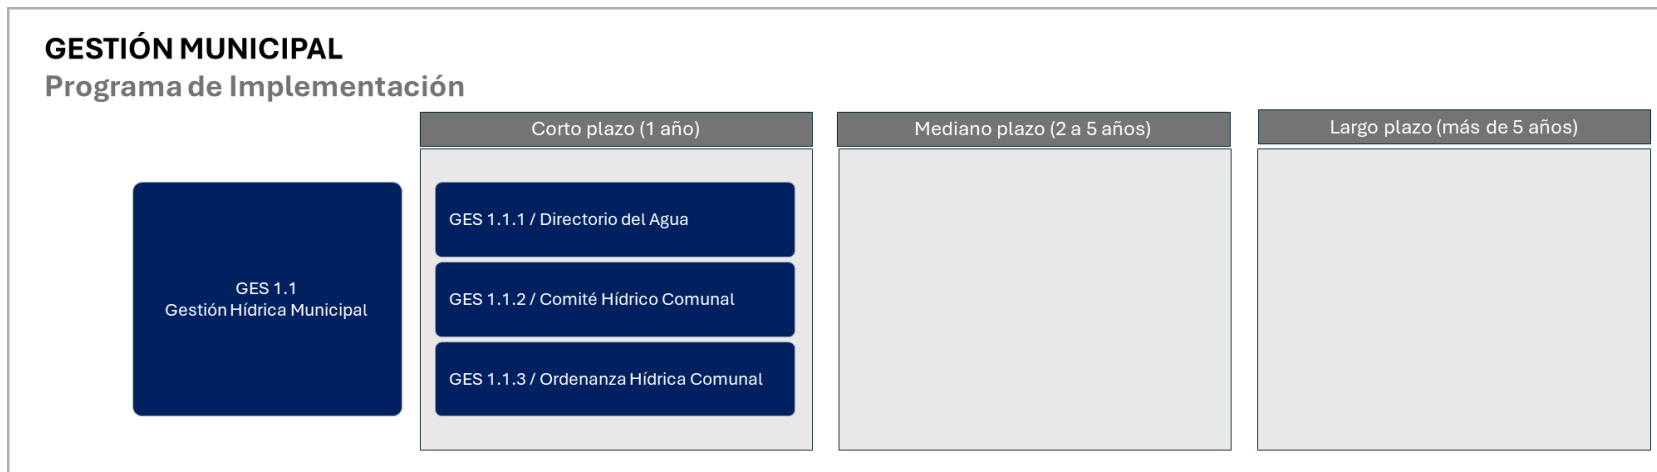 GESTIÓN MUNICIPAL
Programa de Implementación
Corto plazo (1 año)
Mediano plazo (2 a 5 años)
Largo plazo (más de 5 años)
GES 1.1
Gestión Hídrica Municipal
GES 1.1.1 / Directorio del Agua
GES 1.1.2 / Comité Hídrico Comunal
GES 1.1.3 / Ordenanza Hídrica Comunal